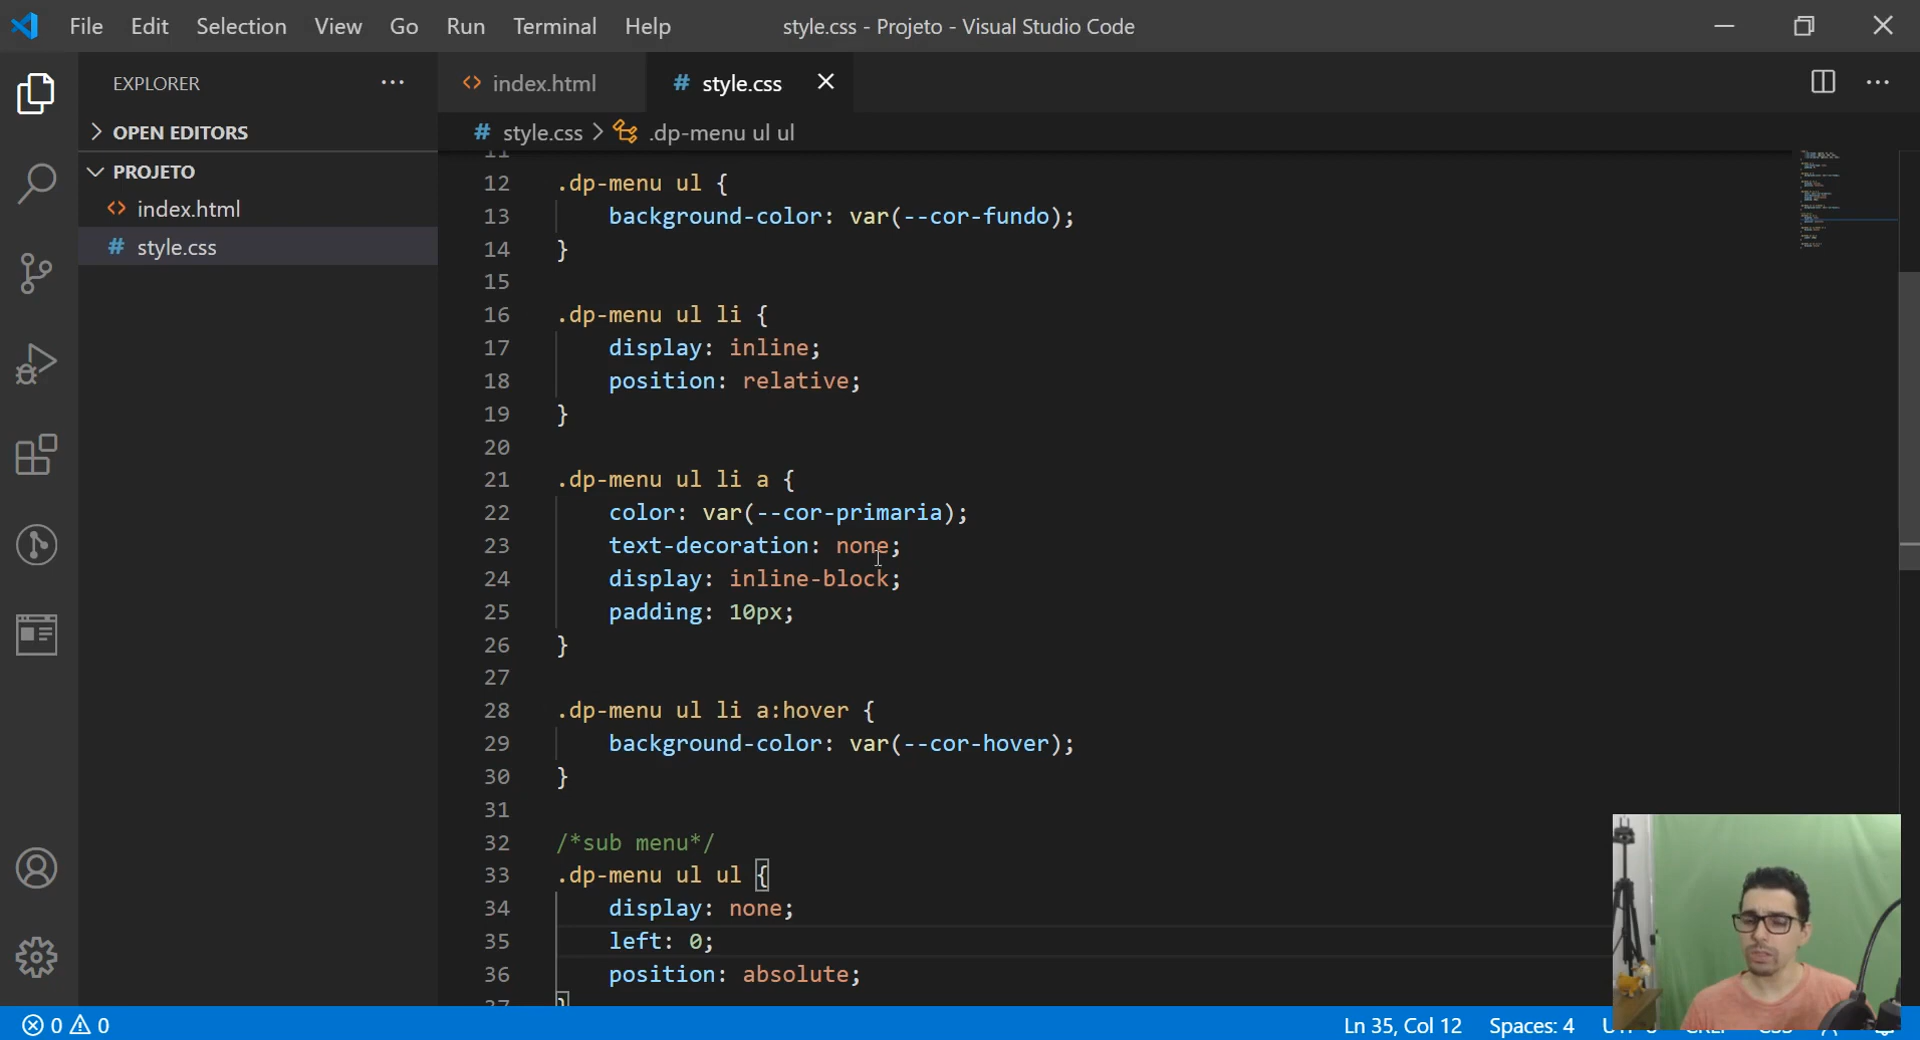 File Edit Selection View Go Run Terminal Help style.css - Projeto - Visual Studio Code
EXPLORER
index.html
# style.css
OPEN EDITORS
# style.css > .dp-menu ul ul
PROJETO
index.html
# style.css
11
12 .dp-menu ul {
13 background-color: var(--cor-fundo);
14 }
15
16 .dp-menu ul li {
17 display: inline;
18 position: relative;
19 }
20
21 .dp-menu ul li a {
22 color: var(--cor-primaria);
23 text-decoration: none;
24 display: inline-block;
25 padding: 10px;
26 }
27
28 .dp-menu ul li a:hover {
29 background-color: var(--cor-hover);
30 }
31
32 /*sub menu*/
33 .dp-menu ul ul {
34 display: none;
35 left: 0;
36 position: absolute;
37 }
0 0 Ln 35, Col 12 Spaces: 4